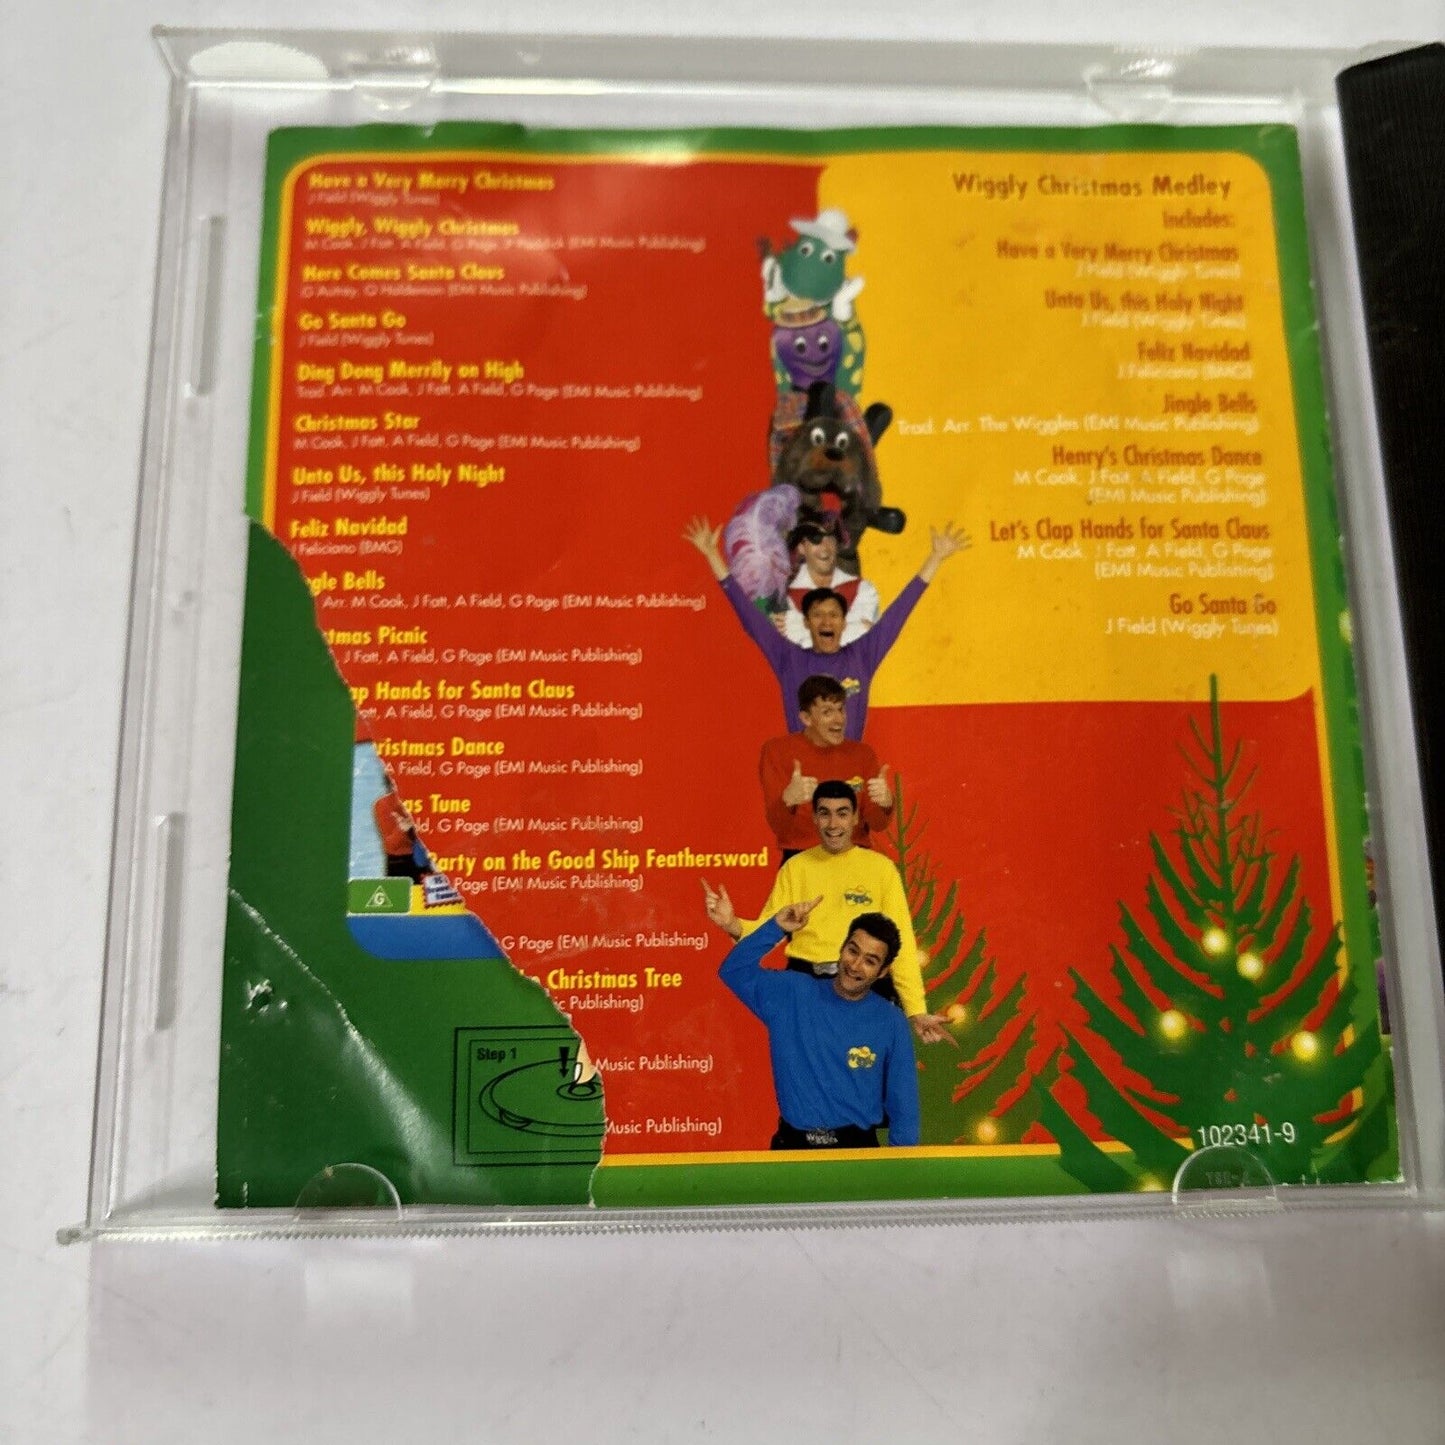 Have a Very Merry Christmas
J Field (Wiggly Tunes)
Wiggly, Wiggly Christmas
M Cook, J Fatt, A Field, G Page, P Paddick (EMI Music Publishing)
Here Comes Santa Claus
G Autrey, O Haldeman (EMI Music Publishing)
Go Santa Go
J Field (Wiggly Tunes)
Ding Dong Merrily on High
Trad. Arr. M Cook, J Fatt, A Field, G Page (EMI Music Publishing)
Christmas Star
M Cook, J Fatt, A Field, G Page (EMI Music Publishing)
Unto Us, this Holy Night
J Field (Wiggly Tunes)
Feliz Navidad
J Feliciano (BMG)
gle Bells
Arr. M Cook, J Fatt, A Field, G Page (EMI Music Publishing)
tmas Picnic
J Fatt, A Field, G Page (EMI Music Publishing)
ap Hands for Santa Claus
att, A Field, G Page (EMI Music Publishing)
ristmas Dance
A Field, G Page (EMI Music Publishing)
as Tune
ld, G Page (EMI Music Publishing)
Party on the Good Ship Feathersword
Page (EMI Music Publishing)
G Page (EMI Music Publishing)
Christmas Tree
ic Publishing)
Music Publishing)
Music Publishing)
G
Step 1
Wiggly Christmas Medley
Includes:
Have a Very Merry Christmas
J Field (Wiggly Tunes)
Unto Us, this Holy Night
J Field (Wiggly Tunes)
Feliz Navidad
J Feliciano (BMG)
Jingle Bells
Trad. Arr. The Wiggles (EMI Music Publishing)
Henry's Christmas Dance
M Cook, J Fatt, A Field, G Page
(EMI Music Publishing)
Let's Clap Hands for Santa Claus
M Cook, J Fatt, A Field, G Page
(EMI Music Publishing)
Go Santa Go
J Field (Wiggly Tunes)
102341-9